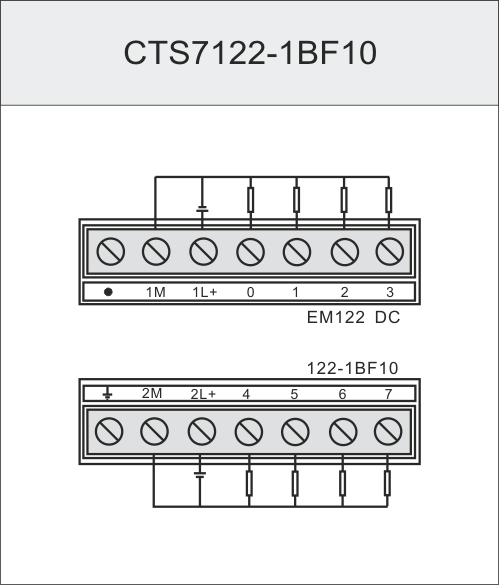 CTS7122-1BF10
1M 1L+ 0 1 2 3
EM122 DC
122-1BF10
2M 2L+ 4 5 6 7